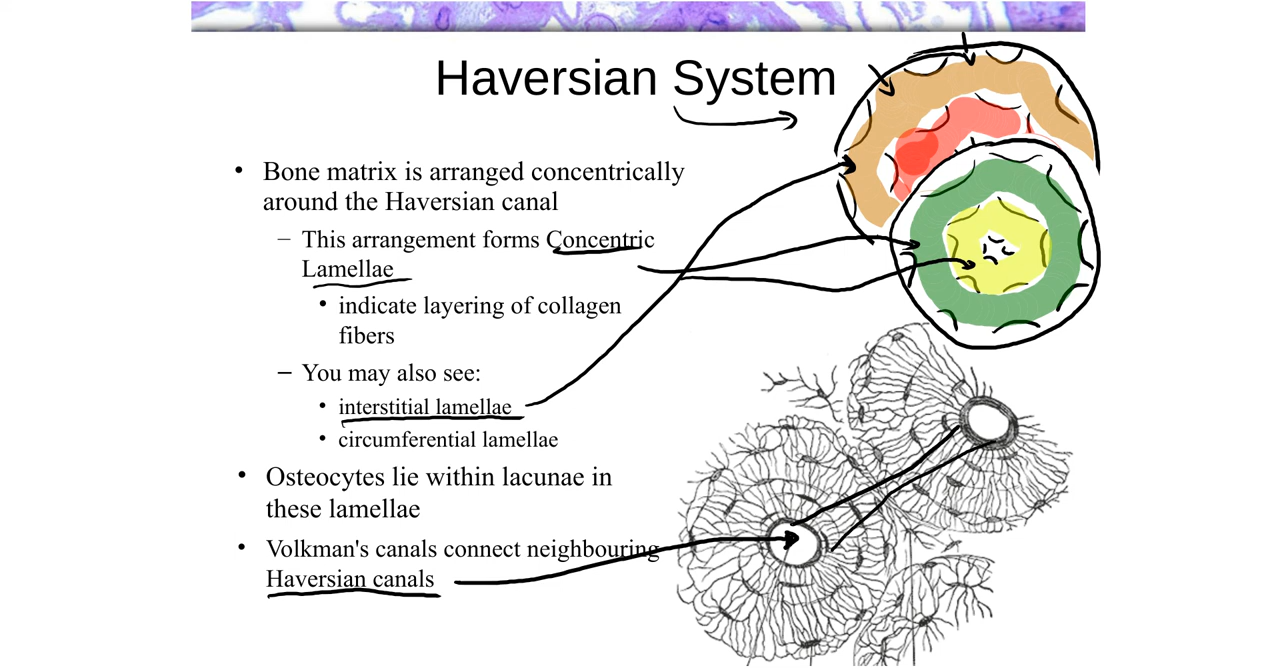 Haversian System
• Bone matrix is arranged concentrically
around the Haversian canal
– This arrangement forms Concentric
Lamellae
• indicate layering of collagen
fibers
– You may also see:
• interstitial lamellae
• circumferential lamellae
• Osteocytes lie within lacunae in
these lamellae
• Volkman's canals connect neighbouring
Haversian canals